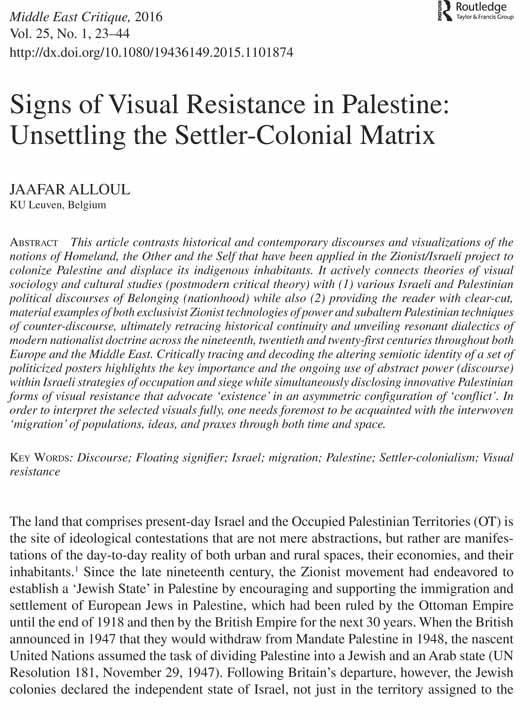 Middle East Critique, 2016
Vol. 25, No. 1, 23–44
http://dx.doi.org/10.1080/19436149.2015.1101874
Routledge
Taylor & Francis Group
ROUTLEDGE
Signs of Visual Resistance in Palestine:
Unsettling the Settler-Colonial Matrix
JAAFAR ALLOUL
KU Leuven, Belgium
ABSTRACT This article contrasts historical and contemporary discourses and visualizations of the
notions of Homeland, the Other and the Self that have been applied in the Zionist/Israeli project to
colonize Palestine and displace its indigenous inhabitants. It actively connects theories of visual
sociology and cultural studies (postmodern critical theory) with (1) various Israeli and Palestinian
political discourses of Belonging (nationhood) while also (2) providing the reader with clear-cut,
material examples of both exclusivist Zionist technologies of power and subaltern Palestinian techniques
of counter-discourse, ultimately retracing historical continuity and unveiling resonant dialectics of
modern nationalist doctrine across the nineteenth, twentieth and twenty-first centuries throughout both
Europe and the Middle East. Critically tracing and decoding the altering semiotic identity of a set of
politicized posters highlights the key importance and the ongoing use of abstract power (discourse)
within Israeli strategies of occupation and siege while simultaneously disclosing innovative Palestinian
forms of visual resistance that advocate ‘existence’ in an asymmetric configuration of ‘conflict’. In
order to interpret the selected visuals fully, one needs foremost to be acquainted with the interwoven
‘migration’ of populations, ideas, and praxes through both time and space.
KEY WORDS: Discourse; Floating signifier; Israel; migration; Palestine; Settler-colonialism; Visual
resistance
The land that comprises present-day Israel and the Occupied Palestinian Territories (OT) is
the site of ideological contestations that are not mere abstractions, but rather are manifes-
tations of the day-to-day reality of both urban and rural spaces, their economies, and their
inhabitants.1 Since the late nineteenth century, the Zionist movement had endeavored to
establish a ‘Jewish State’ in Palestine by encouraging and supporting the immigration and
settlement of European Jews in Palestine, which had been ruled by the Ottoman Empire
until the end of 1918 and then by the British Empire for the next 30 years. When the British
announced in 1947 that they would withdraw from Mandate Palestine in 1948, the nascent
United Nations assumed the task of dividing Palestine into a Jewish and an Arab state (UN
Resolution 181, November 29, 1947). Following Britain’s departure, however, the Jewish
colonies declared the independent state of Israel, not just in the territory assigned to the